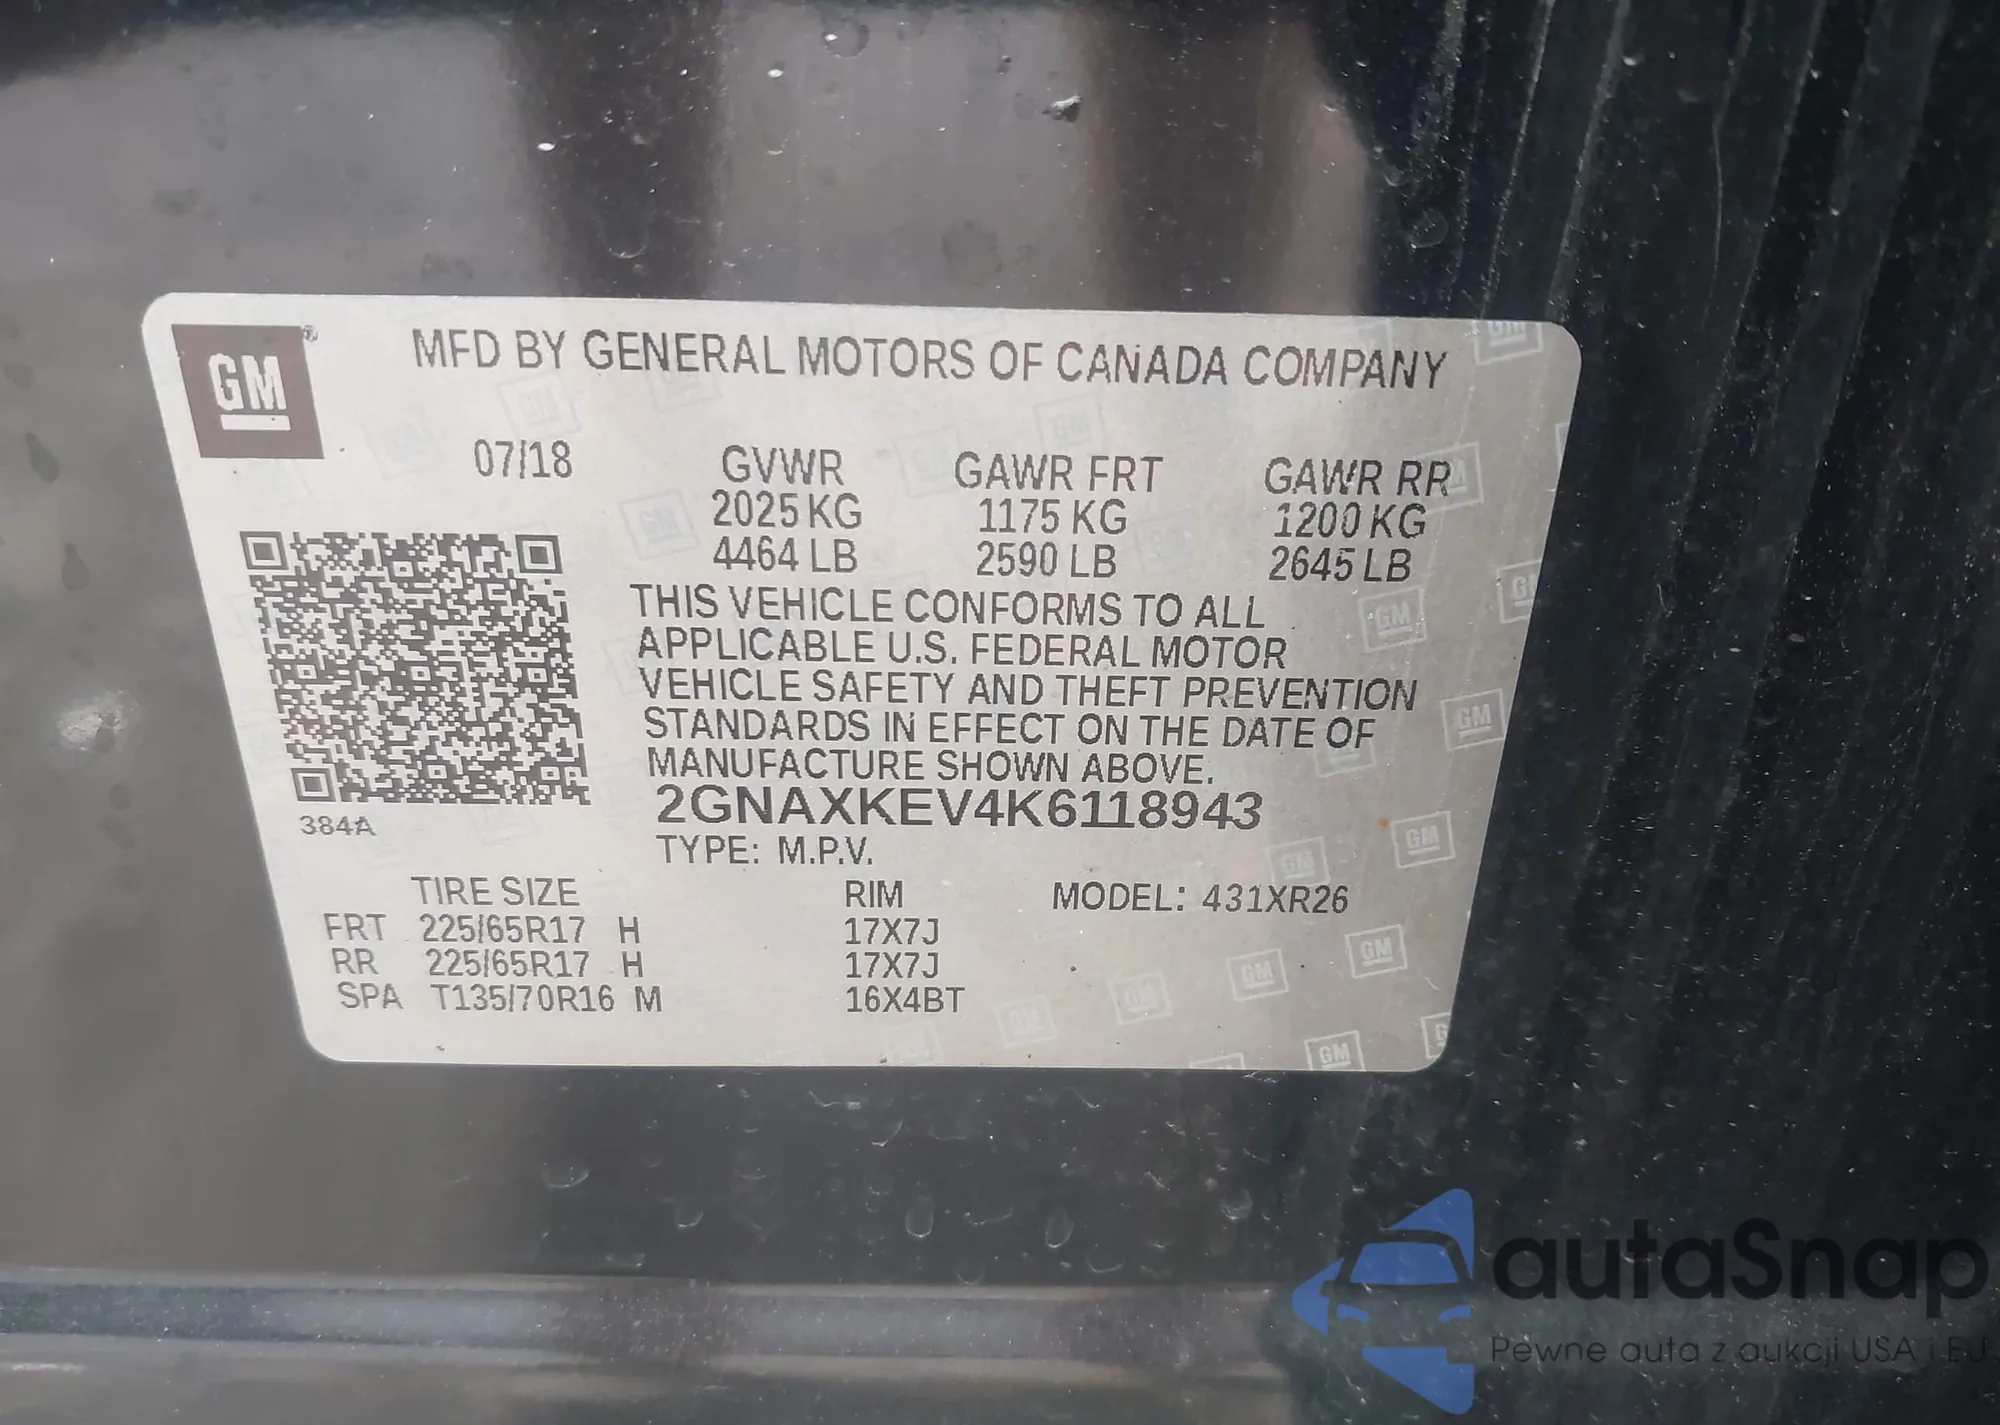 GM ®
MFD BY GENERAL MOTORS OF CANADA COMPANY
07/18 GVWR GAWR FRT GAWR RR
2025 KG 1175 KG 1200 KG
4464 LB 2590 LB 2645 LB
THIS VEHICLE CONFORMS TO ALL
APPLICABLE U.S. FEDERAL MOTOR
VEHICLE SAFETY AND THEFT PREVENTION
STANDARDS IN EFFECT ON THE DATE OF
MANUFACTURE SHOWN ABOVE.
384A 2GNAXKEV4K6118943
TYPE: M.P.V.
TIRE SIZE RIM MODEL: 431XR26
FRT 225/65R17 H 17X7J
RR 225/65R17 H 17X7J
SPA T135/70R16 M 16X4BT
autaSnap
Pewne auta z aukcji USA i EU